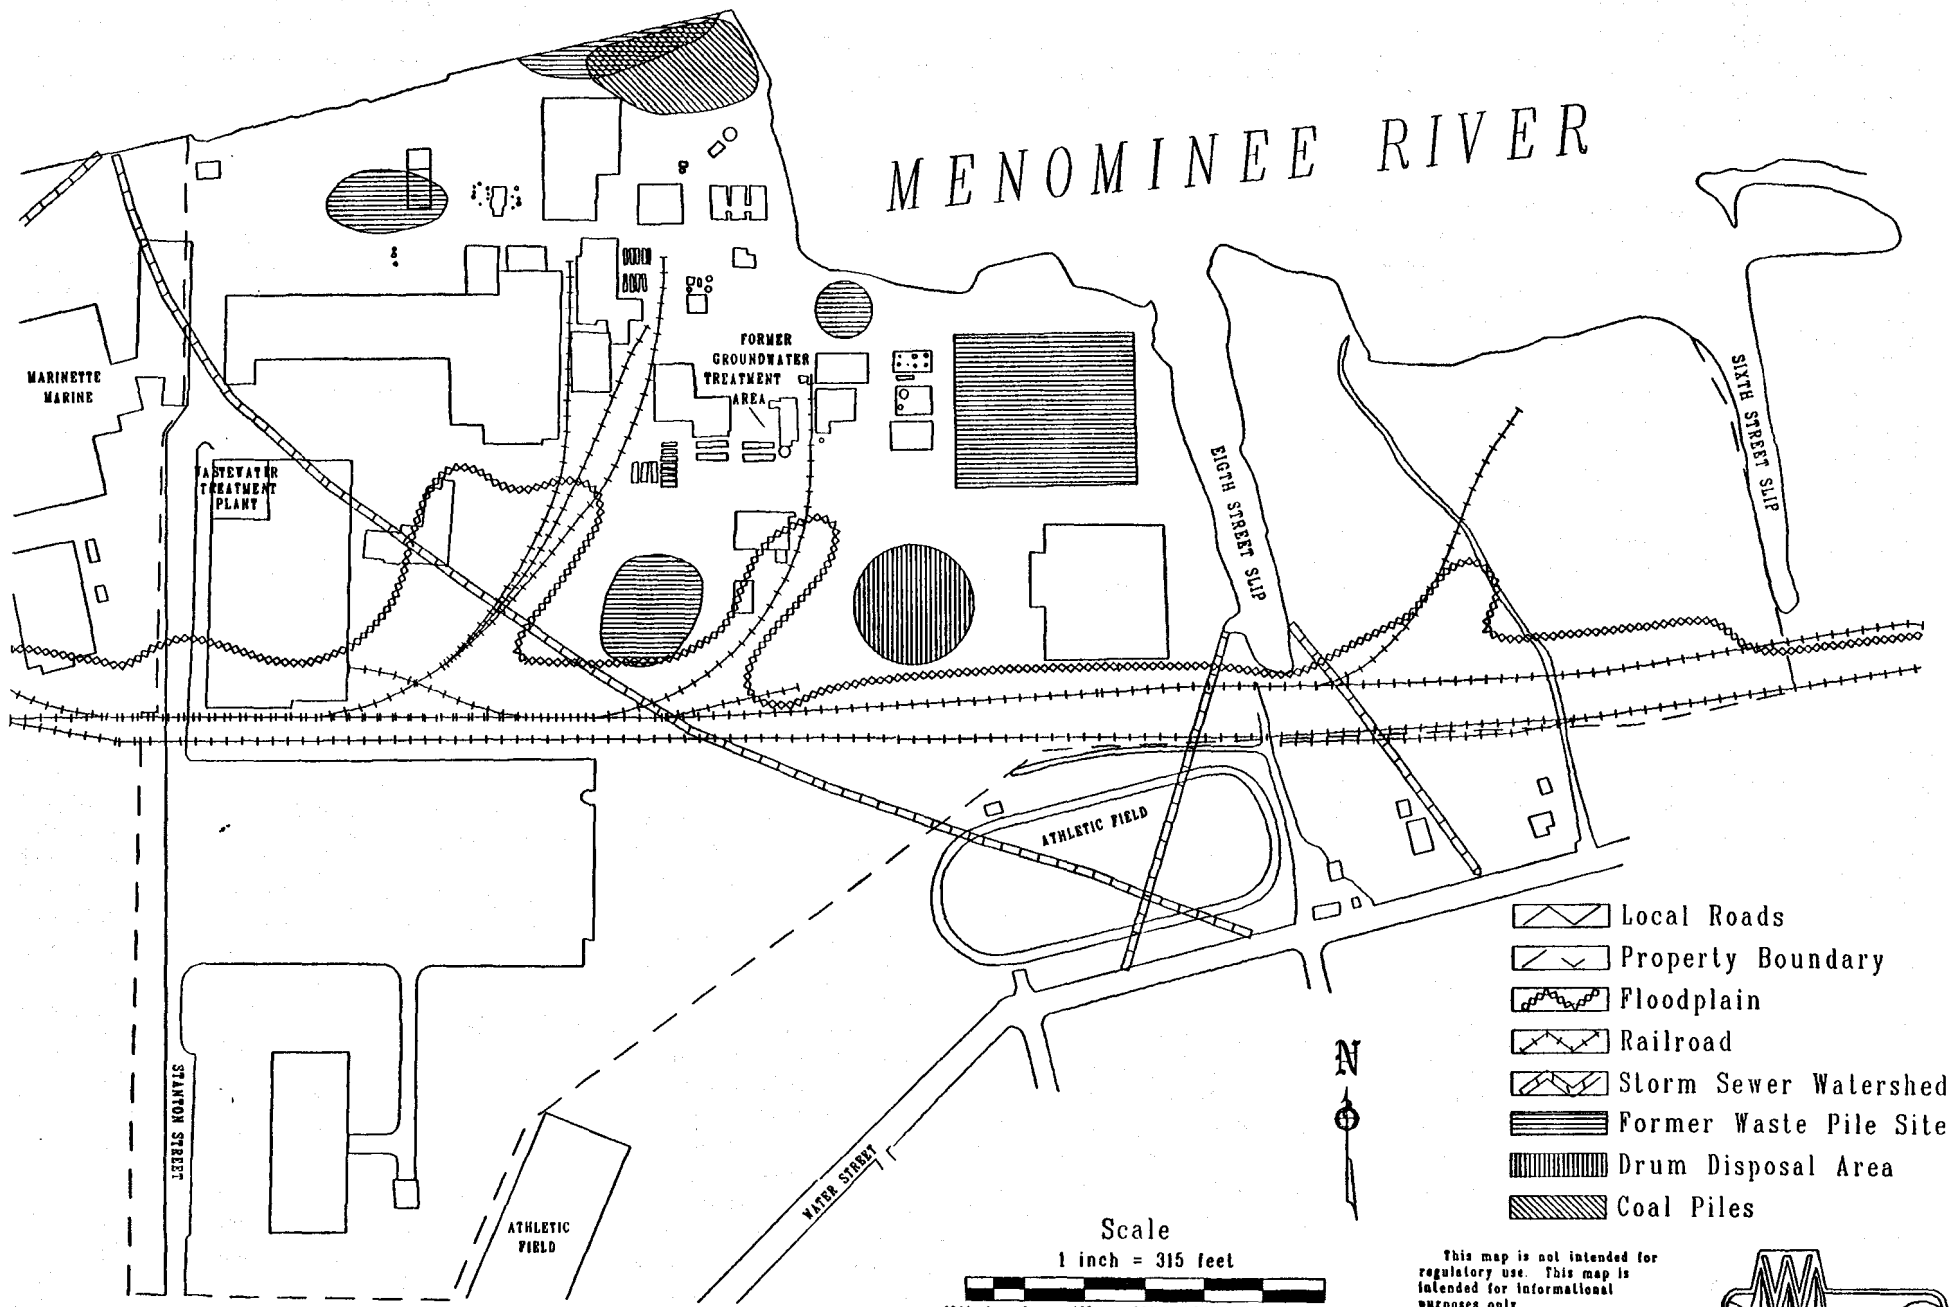 MENOMINEE RIVER
MARINETTE
MARINE
FORMER
GROUNDWATER
TREATMENT
AREA
SIXTH STREET SLIP
EIGTH STREET SLIP
WASTEWATER
TREATMENT
PLANT
ATHLETIC FIELD
STANTON STREET
WATER STREET
ATHLETIC
FIELD
Local Roads
Property Boundary
Floodplain
Railroad
Storm Sewer Watershed
Former Waste Pile Site
Drum Disposal Area
Coal Piles
N
Scale
1 inch = 315 feet
This map is not intended for
regulatory use. This map is
intended for informational
purposes only